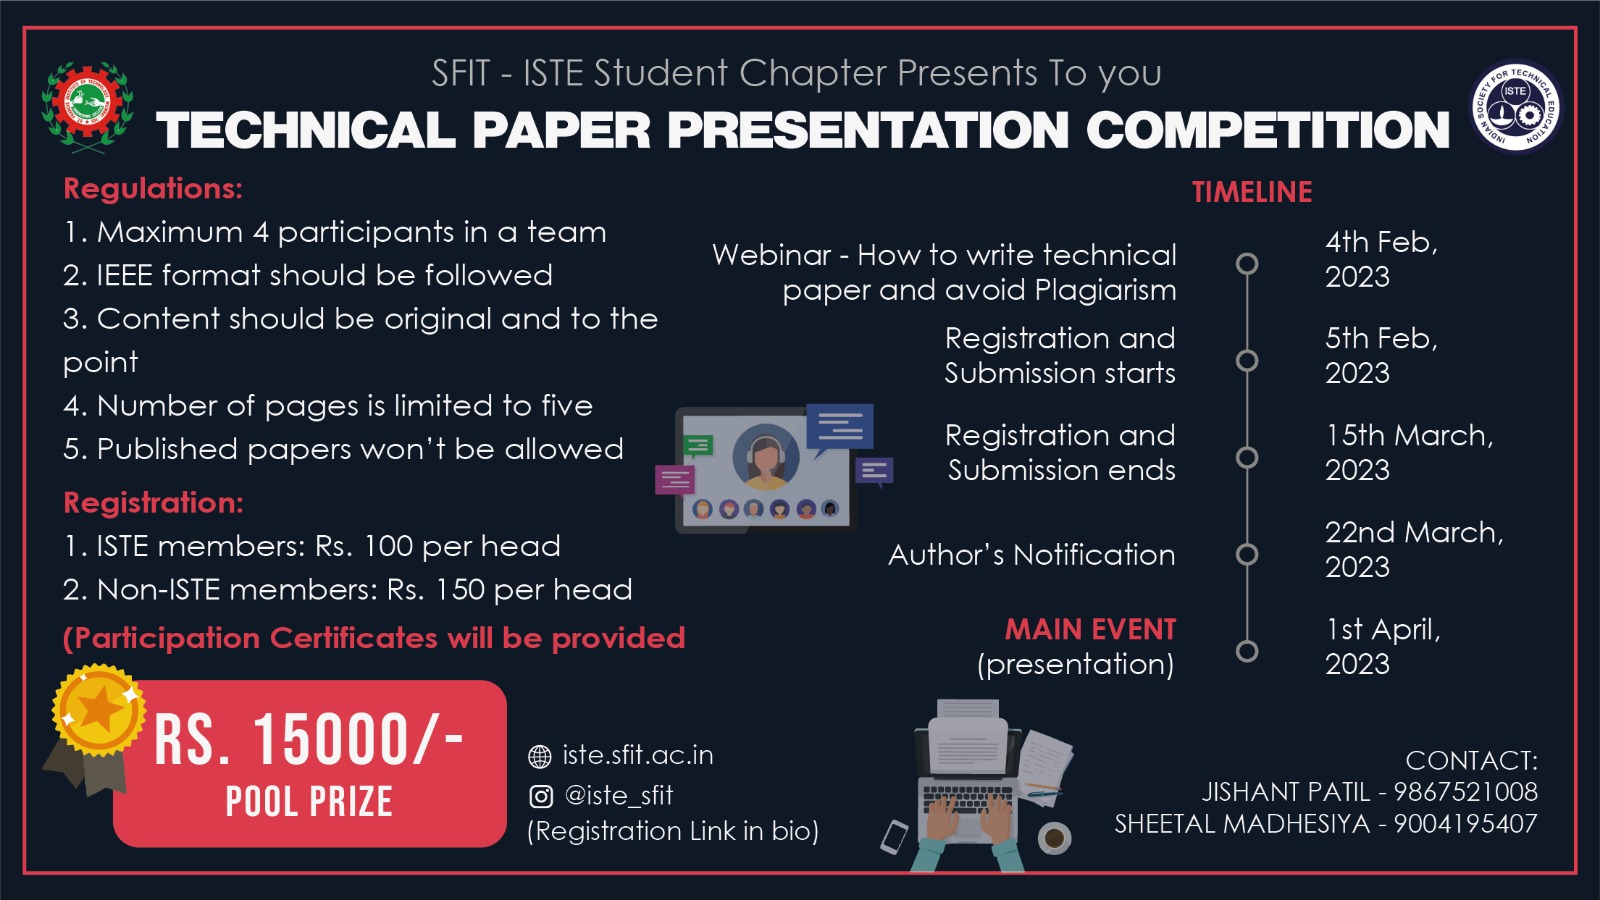 SFIT - ISTE Student Chapter Presents To you
TECHNICAL PAPER PRESENTATION COMPETITION
INDIAN SOCIETY FOR TECHNICAL EDUCATION
ISTE
Regulations:
1. Maximum 4 participants in a team
2. IEEE format should be followed
3. Content should be original and to the
point
4. Number of pages is limited to five
5. Published papers won’t be allowed
Registration:
1. ISTE members: Rs. 100 per head
2. Non-ISTE members: Rs. 150 per head
(Participation Certificates will be provided
RS. 15000/-
POOL PRIZE
iste.sfit.ac.in
@iste_sfit
(Registration Link in bio)
TIMELINE
Webinar - How to write technical
paper and avoid Plagiarism
4th Feb,
2023
Registration and
Submission starts
5th Feb,
2023
Registration and
Submission ends
15th March,
2023
Author’s Notification
22nd March,
2023
MAIN EVENT
(presentation)
1st April,
2023
CONTACT:
JISHANT PATIL - 9867521008
SHEETAL MADHESIYA - 9004195407